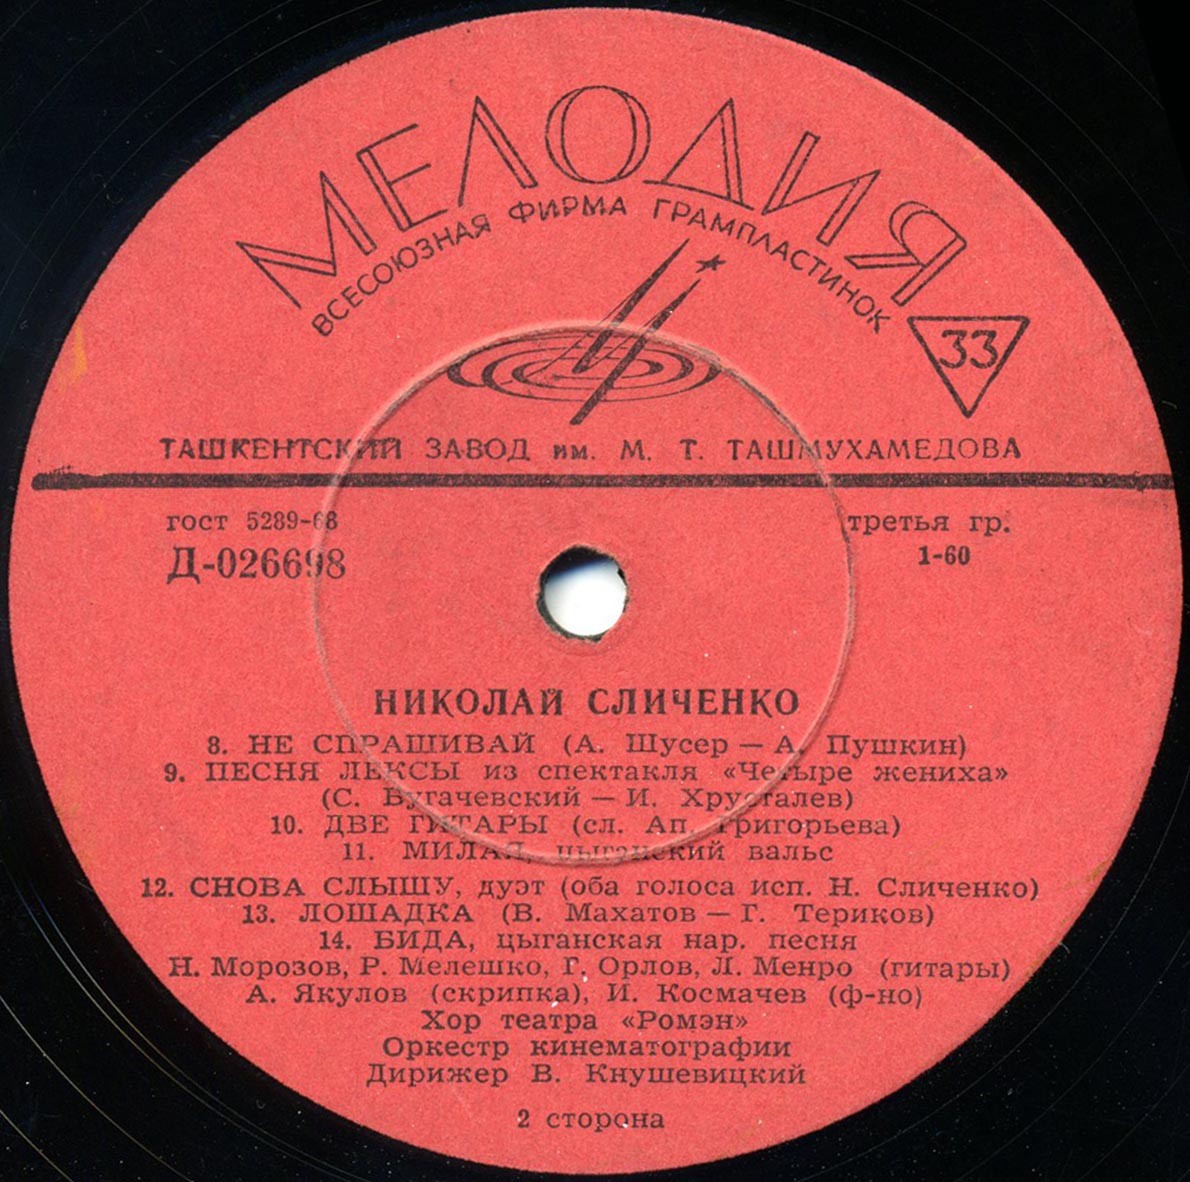 МЕЛОДИЯ
ВСЕСОЮЗНАЯ ФИРМА ГРАМПЛАСТИНОК
33
ТАШКЕНТСКИЙ ЗАВОД им. М. Т. ТАШМУХАМЕДОВА
гост 5289-68
третья гр.
Д-026698
1-60
НИКОЛАЙ СЛИЧЕНКО
8. НЕ СПРАШИВАЙ (А. Шусер — А. Пушкин)
9. ПЕСНЯ ЛЕКСЫ из спектакля «Четыре жениха»
(С. Бугачевский — И. Хрусталев)
10. ДВЕ ГИТАРЫ (сл. Ап. Григорьева)
11. МИЛАЯ, цыганский вальс
12. СНОВА СЛЫШУ, дуэт (оба голоса исп. Н. Сличенко)
13. ЛОШАДКА (В. Махатов — Г. Териков)
14. БИДА, цыганская нар. песня
Н. Морозов, Р. Мелешко, Г. Орлов, Л. Менро (гитары)
А. Якулов (скрипка), И. Космачев (ф-но)
Хор театра «Ромэн»
Оркестр кинематографии
Дирижер В. Кнушевицкий
2 сторона